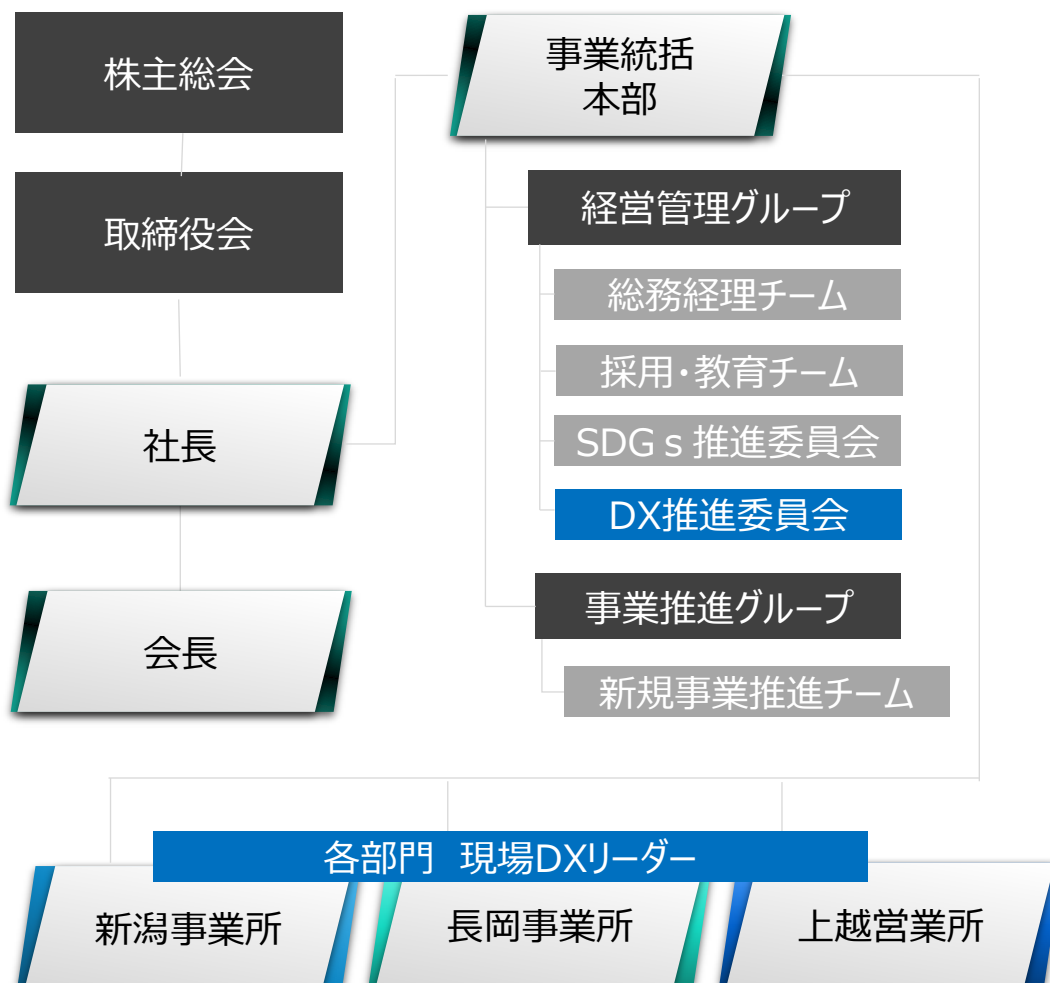 株主総会
取締役会
社長
会長
事業統括
本部
経営管理グループ
総務経理チーム
採用・教育チーム
SDGｓ推進委員会
DX推進委員会
事業推進グループ
新規事業推進チーム
各部門　現場DXリーダー
新潟事業所
長岡事業所
上越営業所